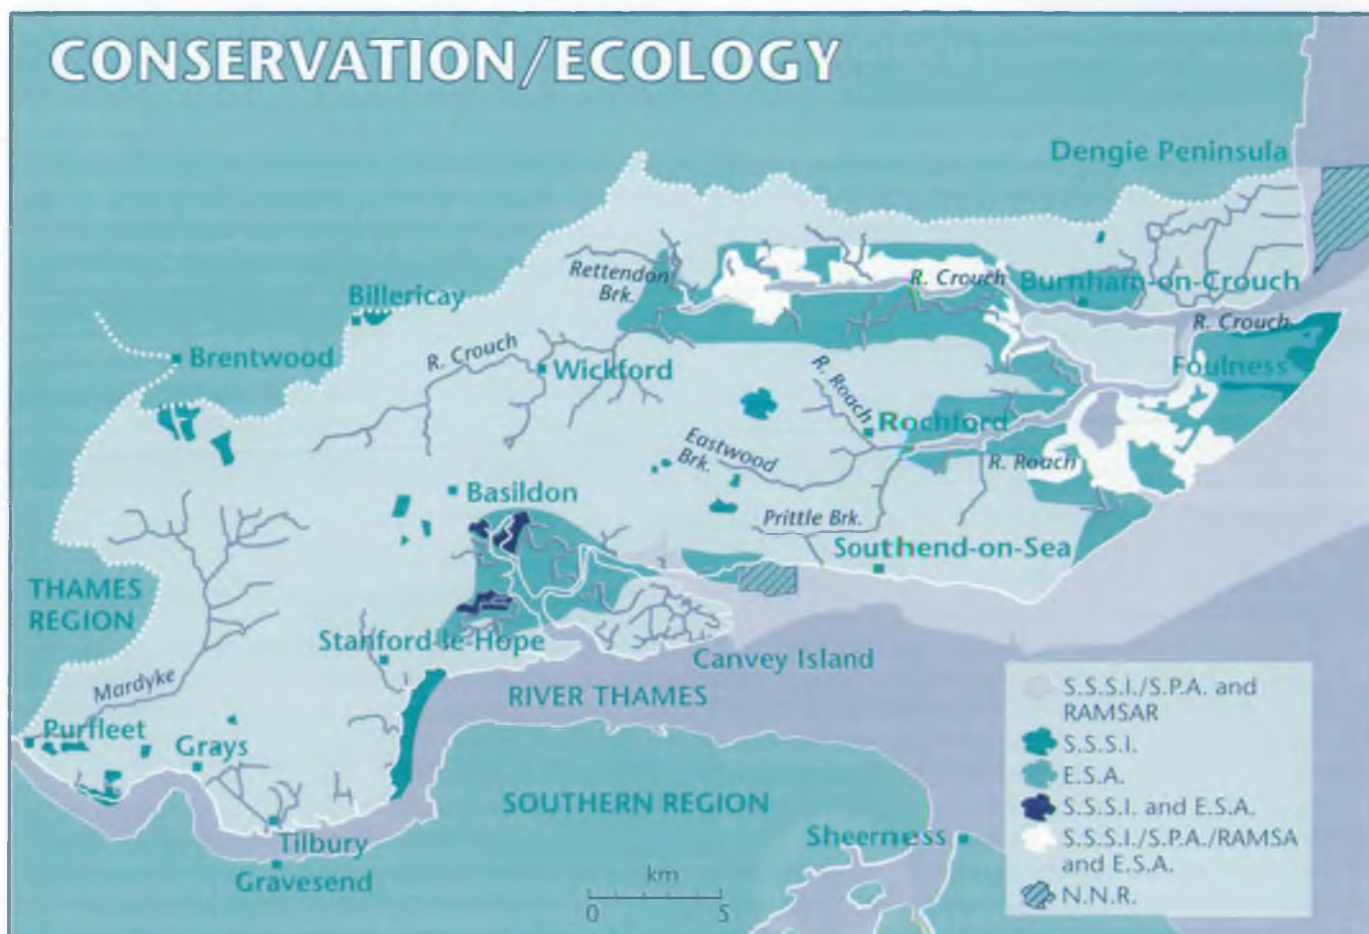 CONSERVATION/ECOLOGY
Dengie Peninsula
Rettendon
Brk.
R. Crouch
Burnham-on-Crouch
Billericay
R. Crouch
Brentwood
R. Crouch
Wickford
Foulness
R. Roach
Rochford
Eastwood
Brk.
R. Roach
Basildon
Prittle Brk.
Southend-on-Sea
THAMES
REGION
Stanford-le-Hope
Canvey Island
Mardyke
RIVER THAMES
Purfleet
Grays
SOUTHERN REGION
Tilbury
Sheerness
Gravesend
km
0 5
S.S.S.I./S.P.A. and
RAMSAR
S.S.S.I.
E.S.A.
S.S.S.I. and E.S.A.
S.S.S.I./S.P.A./RAMSA
and E.S.A.
N.N.R.